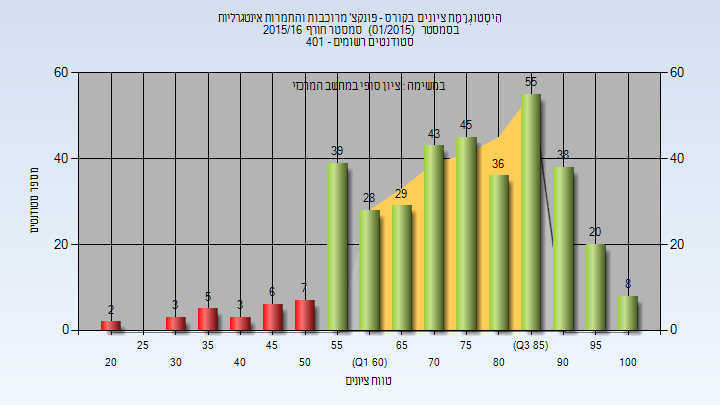 הִיסְטוגְרָמַת ציונים בקורס - פונקצ' מרוכבות והתמרות אינטגרליות
בסמסטר (01/2015) סמסטר חורף 2015/16
סטודנטים רשומים - 401
במשימה : ציון סופי במחשב המרכזי
מספר סטודנטים
60 60
40 40
20 20
0 0
2 3 5 3 6 7 39 28 29 43 45 36 55 38 20 8
25 35 45 55 65 75 (Q3 85) 95
20 30 40 50 (Q1 60) 70 80 90 100
טווח ציונים